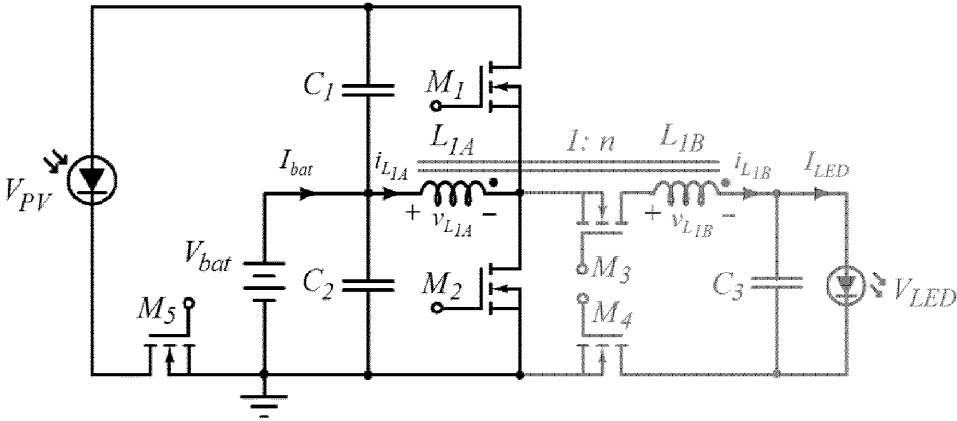 C1
M1
L1A
1: n
L1B
VPV
Ibat
iL1A
iL1B
ILED
+ vL1A −
+ vL1B −
Vbat
C2
M2
M3
C3
VLED
M5
M4